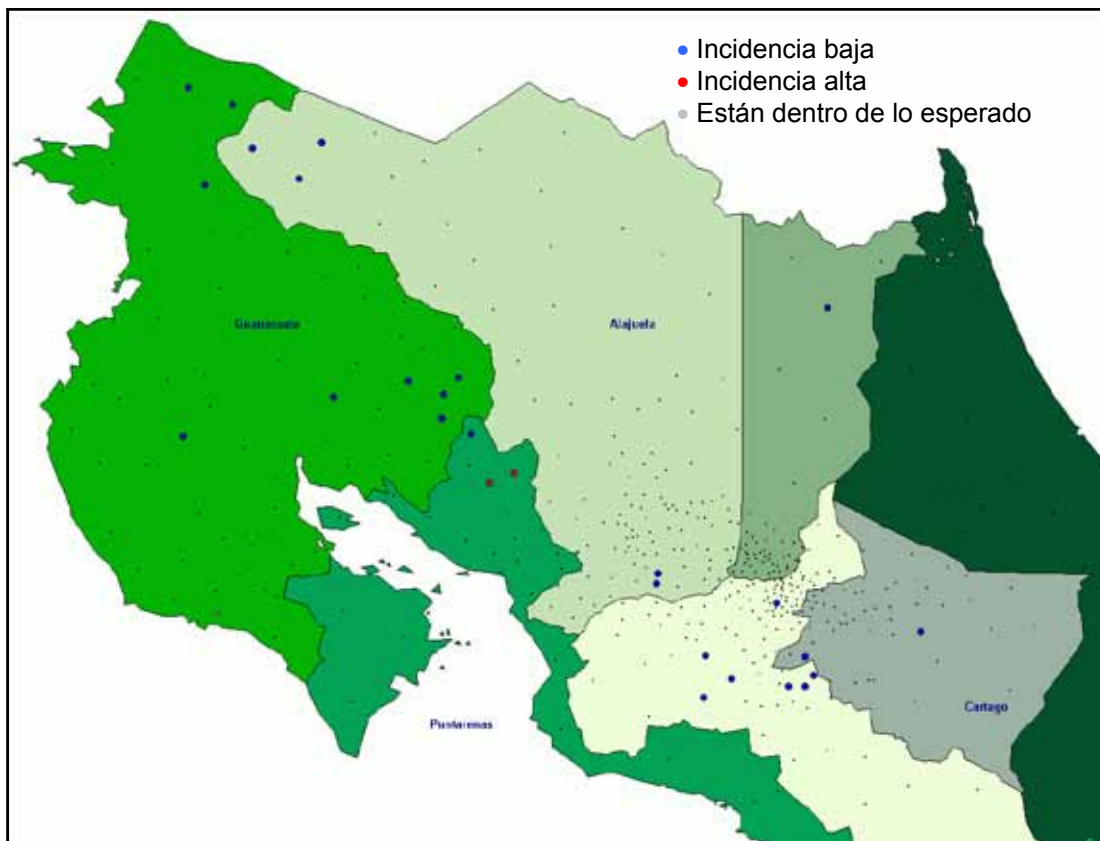 Incidencia baja
Incidencia alta
Están dentro de lo esperado
Guanacaste
Alajuela
Puntarenas
Cartago